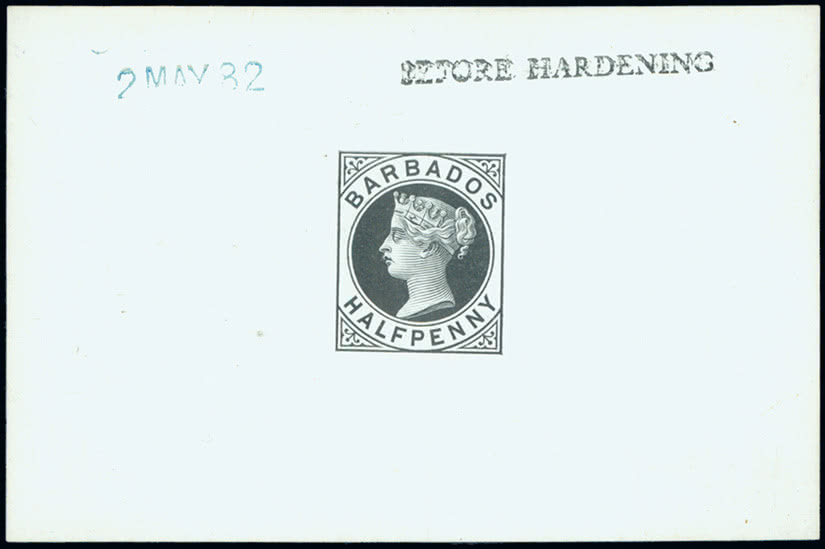 2 MAY 82
BEFORE HARDENING
BARBADOS
HALFPENNY